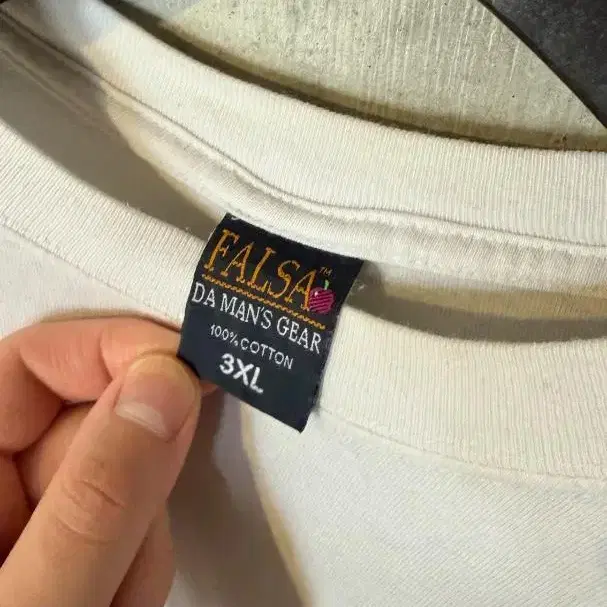 FALSA™
DA MAN'S GEAR
100% COTTON
3XL